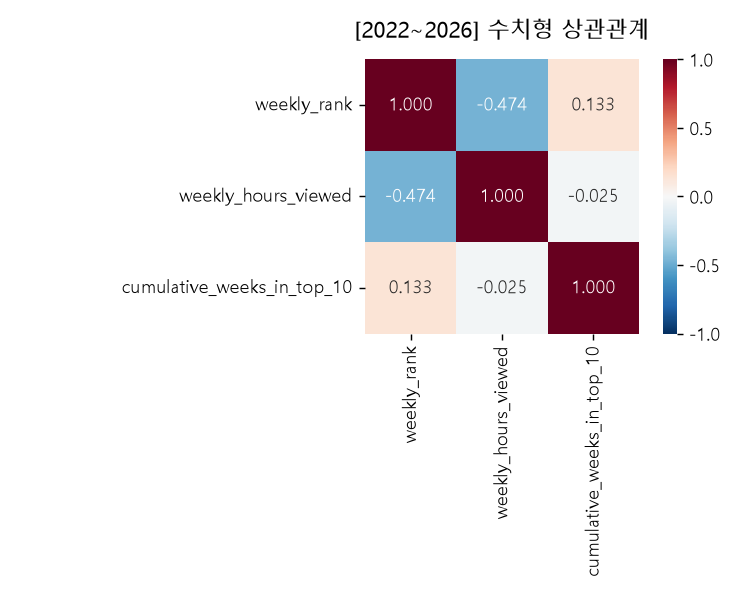 [2022~2026] 수치형 상관관계
weekly_rank
1.000
-0.474
0.133
weekly_hours_viewed
-0.474
1.000
-0.025
cumulative_weeks_in_top_10
0.133
-0.025
1.000
weekly_rank
weekly_hours_viewed
cumulative_weeks_in_top_10
1.0
0.5
0.0
-0.5
-1.0